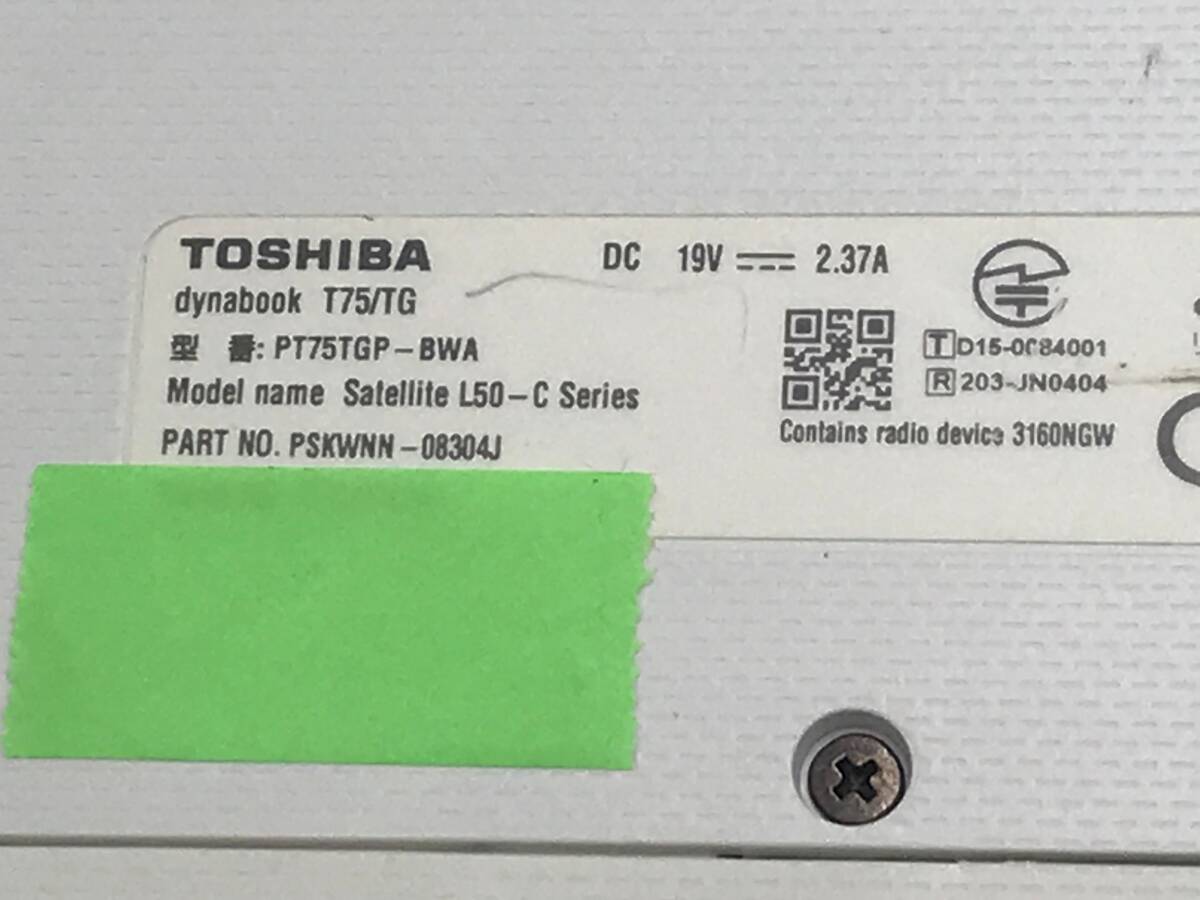 TOSHIBA
dynabook T75/TG
型 番: PT75TGP-BWA
Model name Satellite L50-C Series
PART NO. PSKWNN-08304J
DC 19V 2.37A
T D15-0084001
R 203-JN0404
Contains radio device 3160NGW